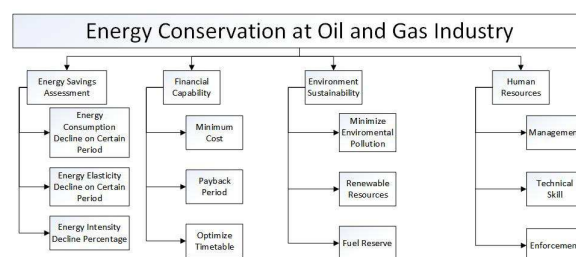 Energy Conservation at Oil and Gas Industry
Energy Savings
Assessment
Financial
Capability
Environment
Sustainability
Human
Resources
Energy
Consumption
Decline on Certain
Period
Minimum
Cost
Minimize
Enviromental
Pollution
Managemen
Energy Elasticity
Decline on Certain
Period
Payback
Period
Renewable
Resources
Technical
Skill
Energy Intensity
Decline Percentage
Optimize
Timetable
Fuel Reserve
Enforcemen